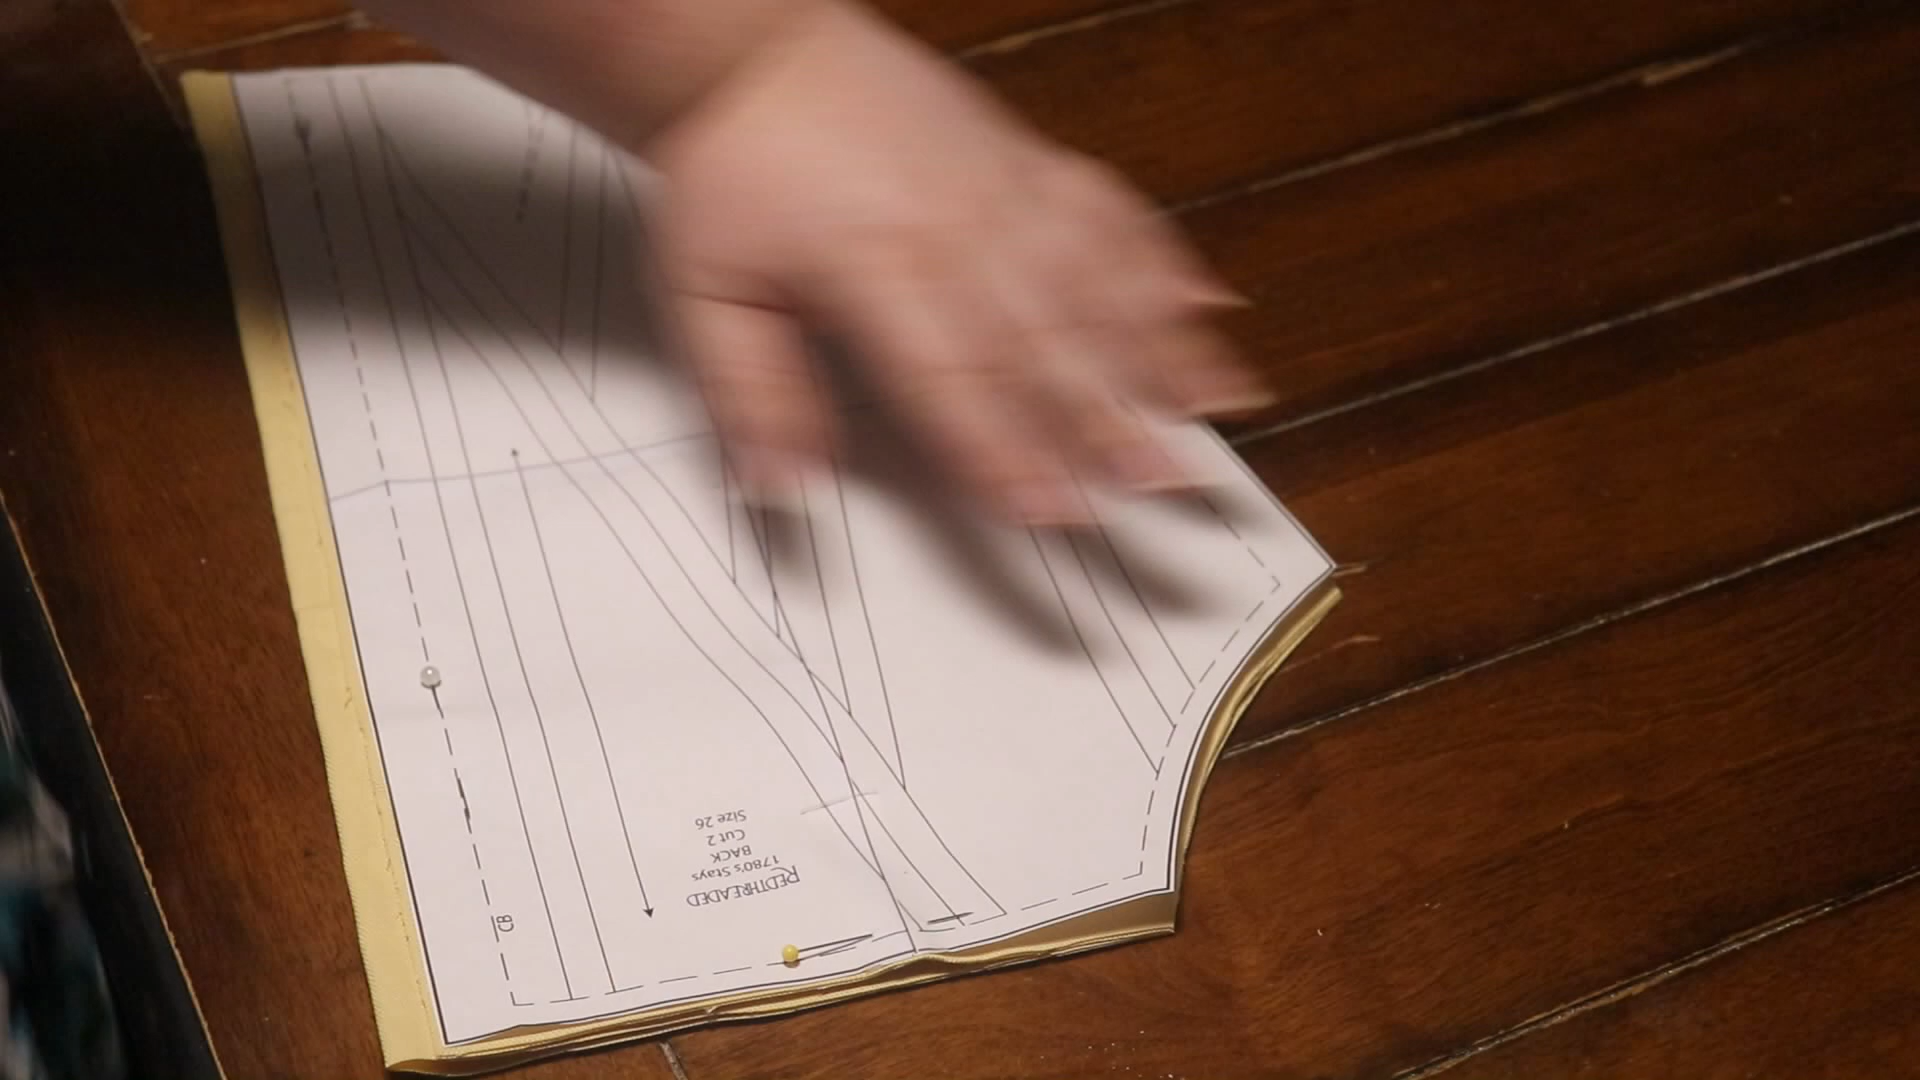 REDTHREADED
1780's Stays
BACK
Cut 2
Size 26
CB